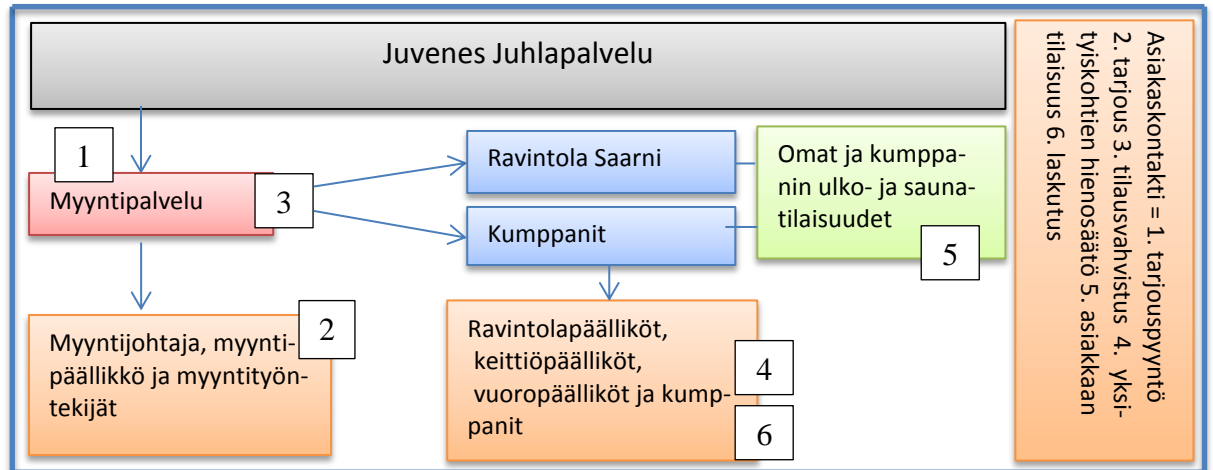 Juvenes Juhlapalvelu
1
Myyntipalvelu
3
Ravintola Saarni
Kumppanit
Omat ja kumppa-
nin ulko- ja sauna-
tilaisuudet
5
Myyntijohtaja, myynti-
päällikkö ja myyntityön-
tekijät
2
Ravintolapäälliköt,
keittiöpäälliköt,
vuoropäälliköt ja kump-
panit
4
6
Asiakaskontakti = 1. tarjouspyyntö
2. tarjous 3. tilausvahvistus 4. yksi-
tyiskohtien hienosäätö 5. asiakkaan
tilaisuus 6. laskutus